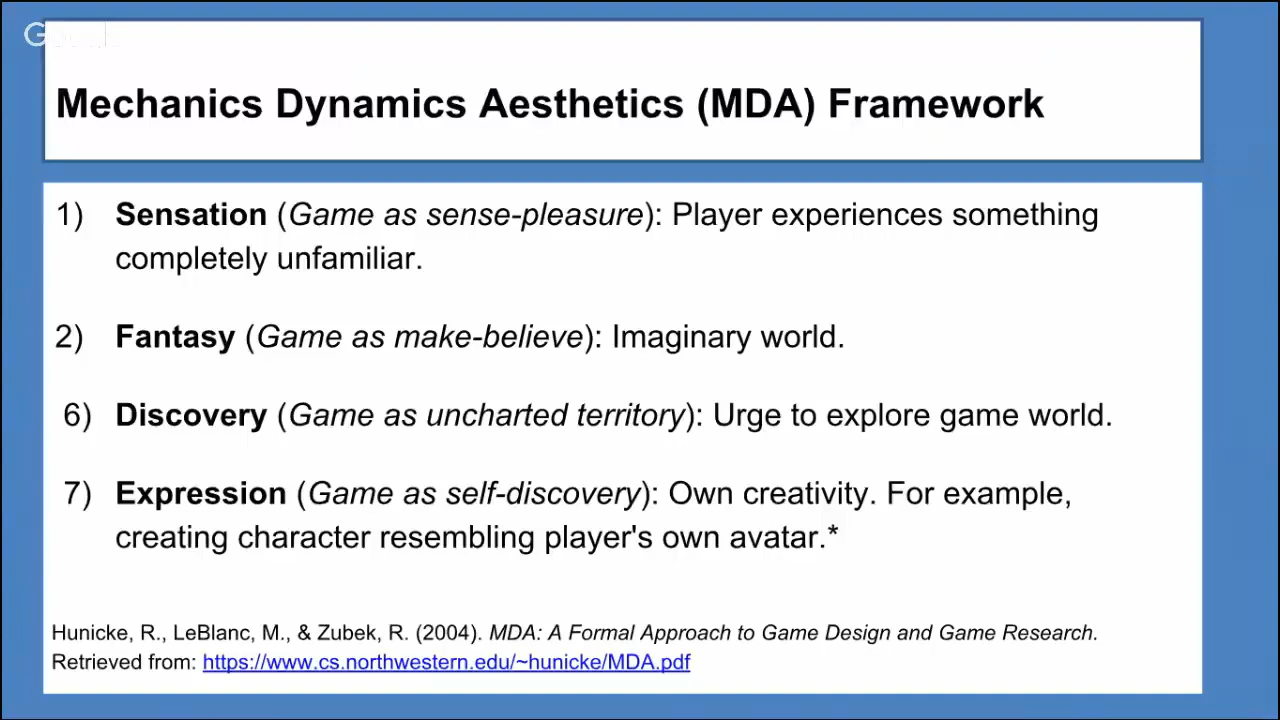 Mechanics Dynamics Aesthetics (MDA) Framework
1) Sensation (Game as sense-pleasure): Player experiences something
completely unfamiliar.
2) Fantasy (Game as make-believe): Imaginary world.
6) Discovery (Game as uncharted territory): Urge to explore game world.
7) Expression (Game as self-discovery): Own creativity. For example,
creating character resembling player's own avatar.*
Hunicke, R., LeBlanc, M., & Zubek, R. (2004). MDA: A Formal Approach to Game Design and Game Research.
Retrieved from: https://www.cs.northwestern.edu/~hunicke/MDA.pdf